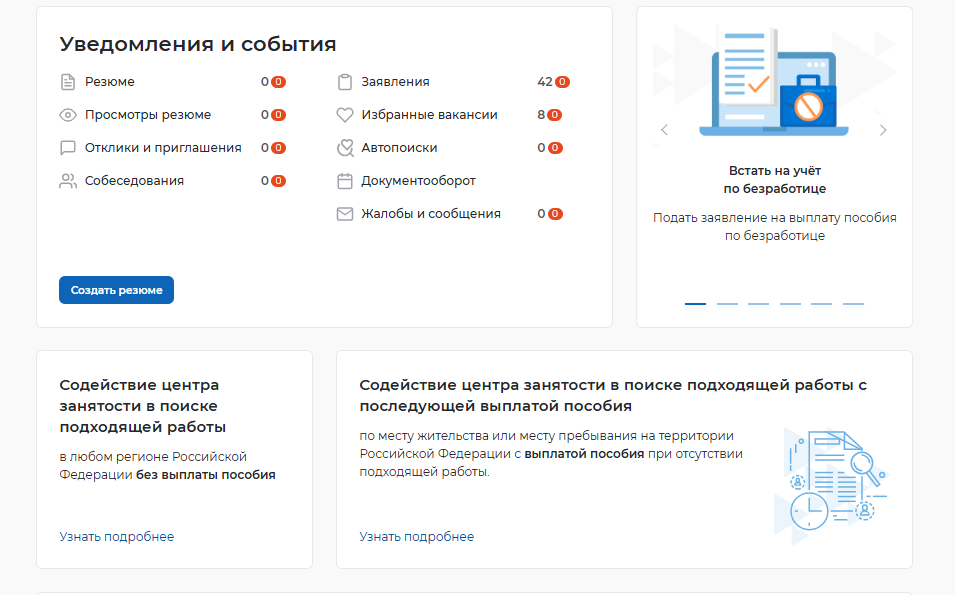 Уведомления и события
Резюме 0 0
Просмотры резюме 0 0
Отклики и приглашения 0 0
Собеседования 0 0
Заявления 42 0
Избранные вакансии 8 0
Автопоиски 0 0
Документооборот
Жалобы и сообщения 0 0
Создать резюме
Встать на учёт
по безработице
Подать заявление на выплату пособия
по безработице
Содействие центра
занятости в поиске
подходящей работы
в любом регионе Российской
Федерации без выплаты пособия
Узнать подробнее
Содействие центра занятости в поиске подходящей работы с
последующей выплатой пособия
по месту жительства или месту пребывания на территории
Российской Федерации с выплатой пособия при отсутствии
подходящей работы.
Узнать подробнее